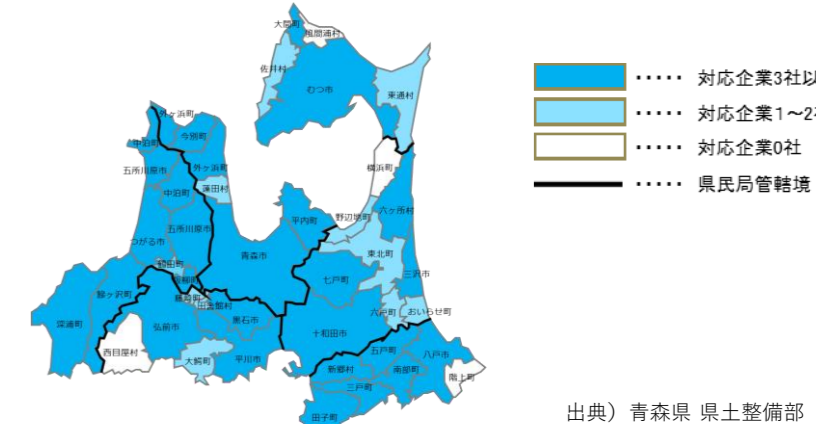 大間町
風間浦村
佐井村
むつ市
東通村
外ヶ浜町
今別町
中泊町
五所川原市
外ヶ浜町
蓬田村
中泊町
横浜町
六ヶ所村
野辺地町
平内町
五所川原市
つがる市
青森市
東北町
七戸町
三沢市
鶴田町
板柳町
藤崎町
田舎館村
黒石市
六戸町
おいらせ町
鰺ヶ沢町
深浦町
弘前市
西目屋村
大鰐町
平川市
十和田市
五戸町
八戸市
新郷村
南部町
三戸町
階上町
田子町
····· 対応企業3社以
····· 対応企業1～2
····· 対応企業0社
····· 県民局管轄境
出典）青森県 県土整備部